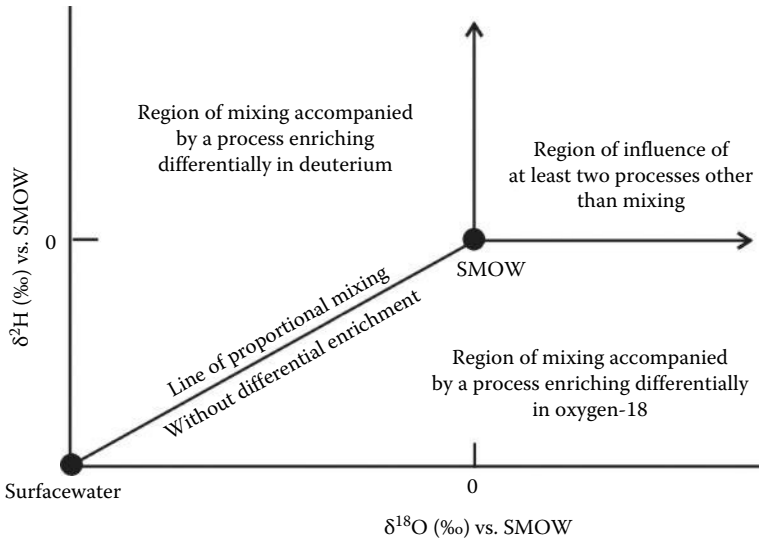 Region of mixing accompanied
by a process enriching
differentially in deuterium
Region of influence of
at least two processes other
than mixing
δ²H (‰) vs. SMOW
0
SMOW
Line of proportional mixing
Without differential enrichment
Region of mixing accompanied
by a process enriching differentially
in oxygen-18
Surfacewater
0
δ¹⁸O (‰) vs. SMOW